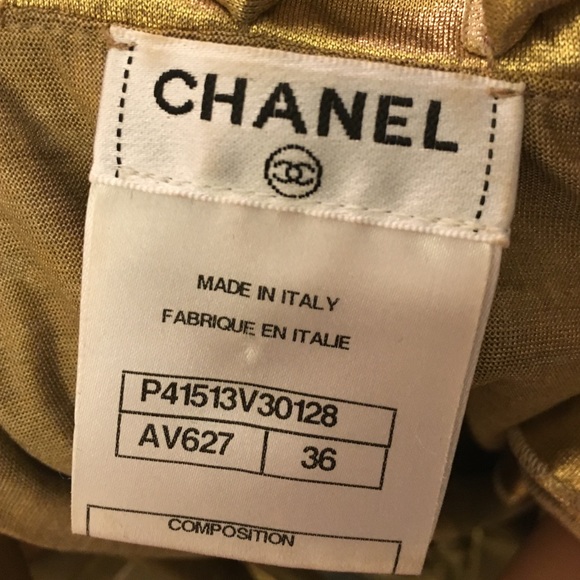 CHANEL
MADE IN ITALY
FABRIQUE EN ITALIE
P41513V30128
AV627 36
COMPOSITION